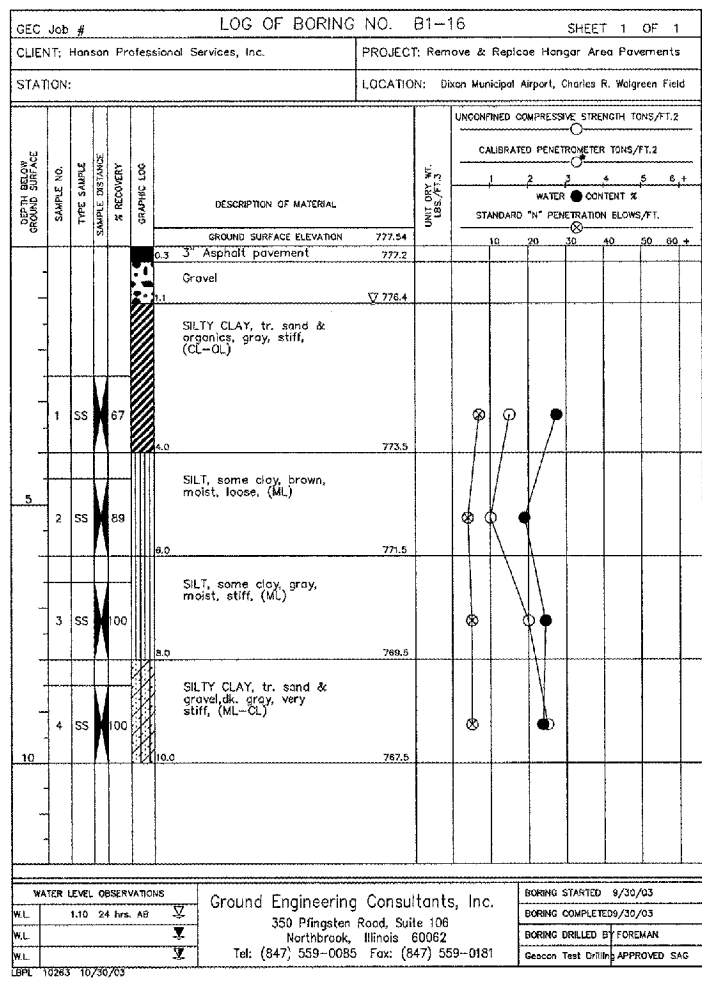 GEC Job # LOG OF BORING NO. B1-16 SHEET 1 OF 1
CLIENT: Hanson Professional Services, Inc. PROJECT: Remove & Replcae Hangar Area Pavements
STATION: LOCATION: Dixon Municipal Airport, Charles R. Walgreen Field
DEPTH BELOW GROUND SURFACE
SAMPLE NO.
TYPE SAMPLE
SAMPLE DISTANCE
% RECOVERY
GRAPHIC LOG
DESCRIPTION OF MATERIAL
UNIT DRY WT. LBS./FT.3
UNCONFINED COMPRESSIVE STRENGTH TONS/FT.2
CALIBRATED PENETROMETER TONS/FT.2
*
1 2 3 4 5 6 +
WATER CONTENT %
STANDARD "N" PENETRATION BLOWS/FT.
10 20 30 40 50 60 +
GROUND SURFACE ELEVATION 777.54
0.3 3" Asphalt pavement 777.2
Gravel
1.1 776.4
SILTY CLAY, tr. sand &
organics, gray, stiff,
(CL-OL)
1 SS 67
4.0 773.5
SILT, some clay, brown,
moist, loose, (ML)
5
2 SS 89
6.0 771.5
SILT, some clay, gray,
moist, stiff, (ML)
3 SS 100
8.0 769.5
SILTY CLAY, tr. sand &
gravel,dk. gray, very
stiff, (ML-CL)
4 SS 100
10 10.0 767.5
WATER LEVEL OBSERVATIONS
W.L. 1.10 24 hrs. AB
W.L.
W.L.
Ground Engineering Consultants, Inc.
350 Pfingsten Road, Suite 106
Northbrook, Illinois 60062
Tel: (847) 559-0085 Fax: (847) 559-0181
BORING STARTED 9/30/03
BORING COMPLETED9/30/03
BORING DRILLED BY FOREMAN
Geocon Test Drilling APPROVED SAG
LBPL 10263 10/30/03